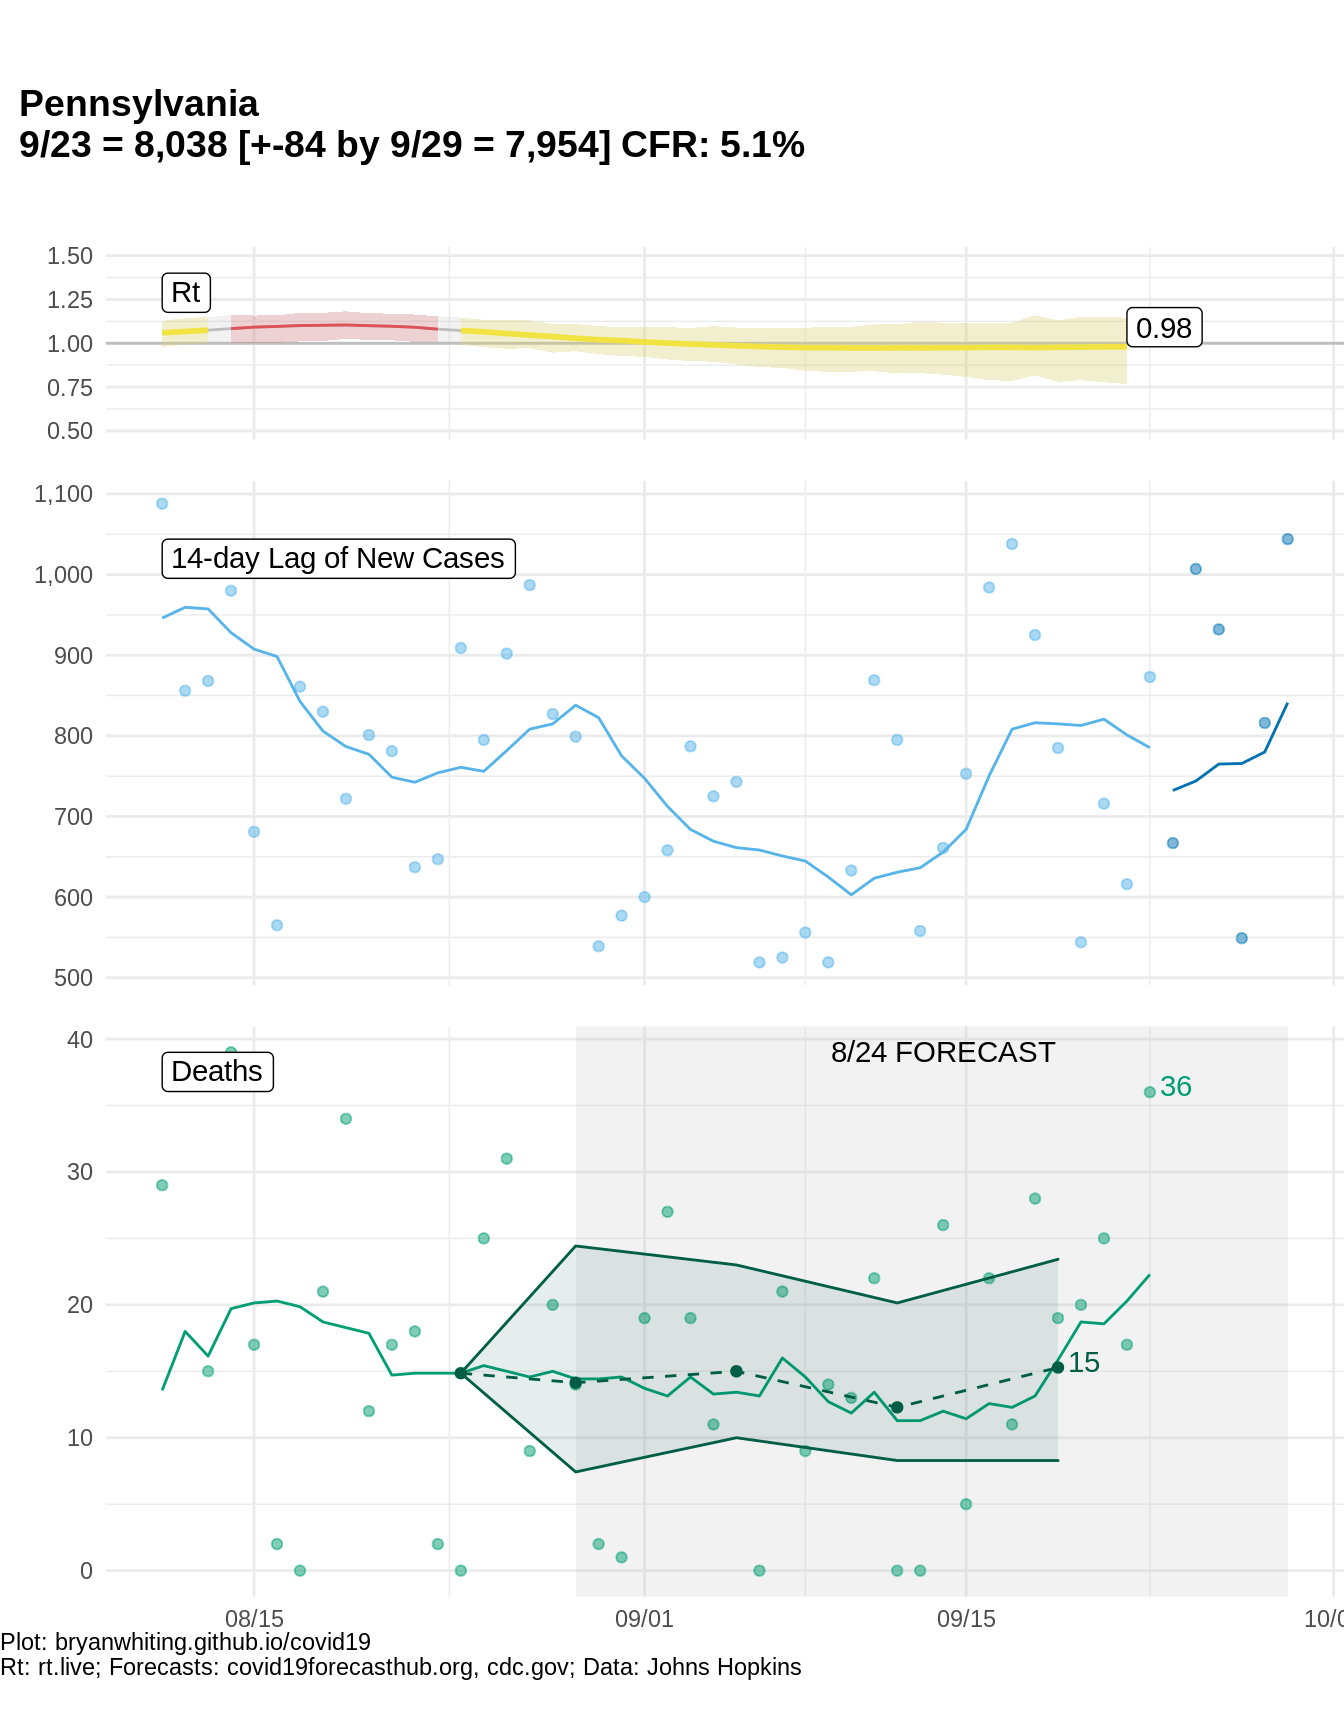 Pennsylvania
9/23 = 8,038 [+-84 by 9/29 = 7,954] CFR: 5.1%
1.50
Rt
1.25
0.98
1.00
0.75
0.50
1,100
14-day Lag of New Cases
1,000
900
800
700
600
500
40
8/24 FORECAST
Deaths
36
30
20
15
10
0
08/15 09/01 09/15 10/0
Plot: bryanwhiting.github.io/covid19
Rt: rt.live; Forecasts: covid19forecasthub.org, cdc.gov; Data: Johns Hopkins